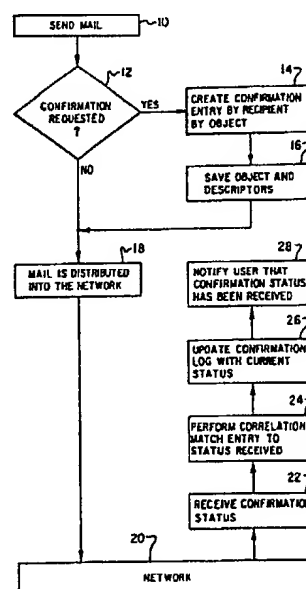 SEND MAIL
10
12
CONFIRMATION
REQUESTED
?
YES
NO
14
CREATE CONFIRMATION
ENTRY BY RECIPIENT
BY OBJECT
16
SAVE OBJECT AND
DESCRIPTORS
18
MAIL IS DISTRIBUTED
INTO THE NETWORK
28
NOTIFY USER THAT
CONFIRMATION STATUS
HAS BEEN RECEIVED
26
UPDATE CONFIRMATION
LOG WITH CURRENT
STATUS
24
PERFORM CORRELATION
MATCH ENTRY TO
STATUS RECEIVED
22
RECEIVE CONFIRMATION
STATUS
20
NETWORK